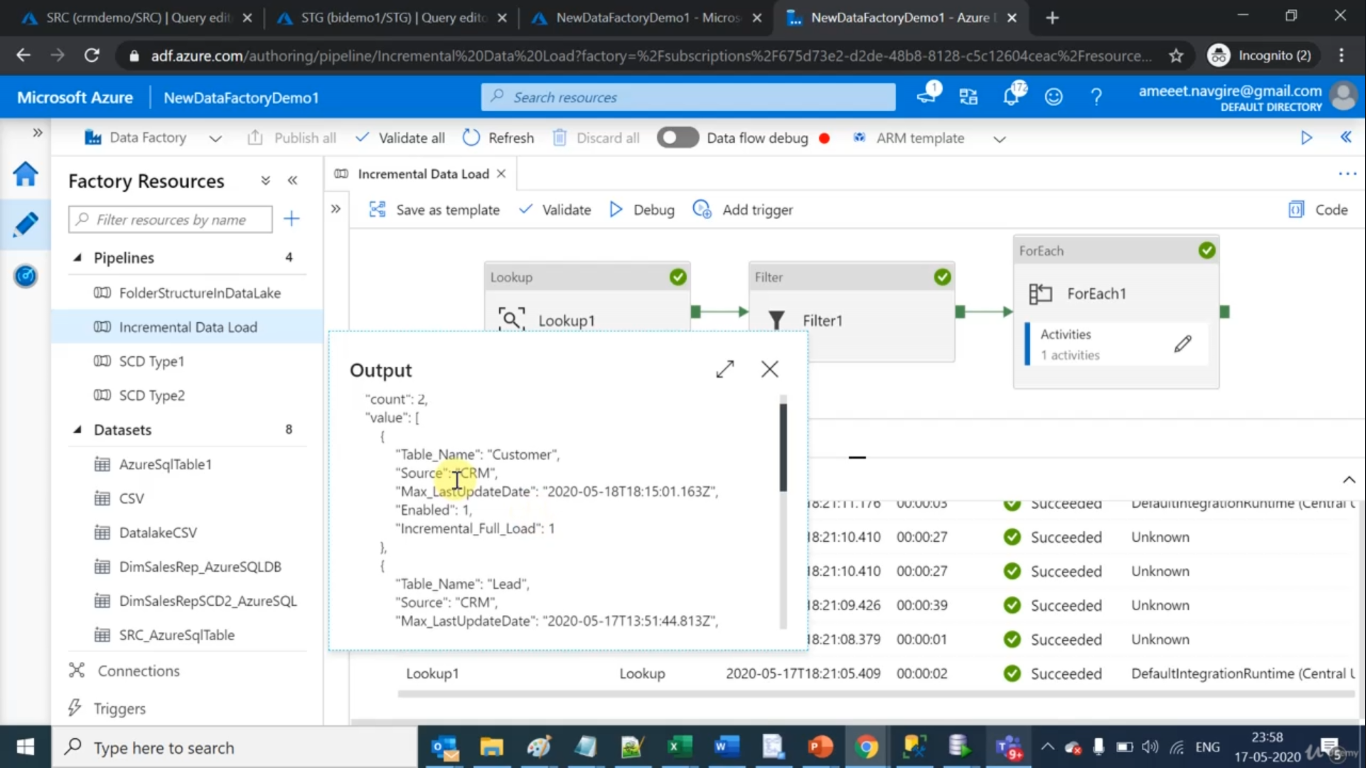 SRC (crmdemo/SRC) | Query edit
STG (bidemo1/STG) | Query edito
NewDataFactoryDemo1 - Micros
NewDataFactoryDemo1 - Azure D
adf.azure.com/authoring/pipeline/Incremental%20Data%20Load?factory=%2Fsubscriptions%2F675d73e2-d2de-48b8-8128-c5c12604ceac%2Fresource...
Incognito (2)
Microsoft Azure
NewDataFactoryDemo1
Search resources
1
ameeet.navgire@gmail.com
DEFAULT DIRECTORY
Data Factory
Publish all
Validate all
Refresh
Discard all
Data flow debug
ARM template
Factory Resources
Incremental Data Load
Filter resources by name
Save as template
Validate
Debug
Add trigger
Code
Pipelines 4
FolderStructureInDataLake
Incremental Data Load
SCD Type1
SCD Type2
Datasets 8
AzureSqlTable1
CSV
DatalakeCSV
DimSalesRep_AzureSQLDB
DimSalesRepSCD2_AzureSQL
SRC_AzureSqlTable
Connections
Triggers
Lookup
Lookup1
Filter
Filter1
ForEach
ForEach1
Activities
1 activities
Output
"count": 2,
"value": [
{
"Table_Name": "Customer",
"Source": "CRM",
"Max_LastUpdateDate": "2020-05-18T18:15:01.163Z",
"Enabled": 1,
"Incremental_Full_Load": 1
},
{
"Table_Name": "Lead",
"Source": "CRM",
"Max_LastUpdateDate": "2020-05-17T13:51:44.813Z",
18:21:11.176 00:00:03 Succeeded DefaultIntegrationRuntime (Central U
18:21:10.410 00:00:27 Succeeded Unknown
18:21:10.410 00:00:27 Succeeded Unknown
18:21:09.426 00:00:39 Succeeded Unknown
18:21:08.379 00:00:01 Succeeded Unknown
Lookup1 Lookup 2020-05-17T18:21:05.409 00:00:02 Succeeded DefaultIntegrationRuntime (Central U
Type here to search
9+
ENG
23:58
17-05-2020
5